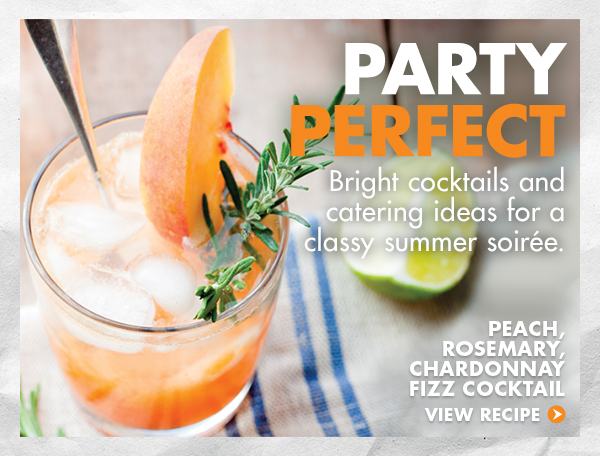 PARTY
PERFECT
Bright cocktails and
catering ideas for a
classy summer soirée.
PEACH,
ROSEMARY,
CHARDONNAY
FIZZ COCKTAIL
VIEW RECIPE